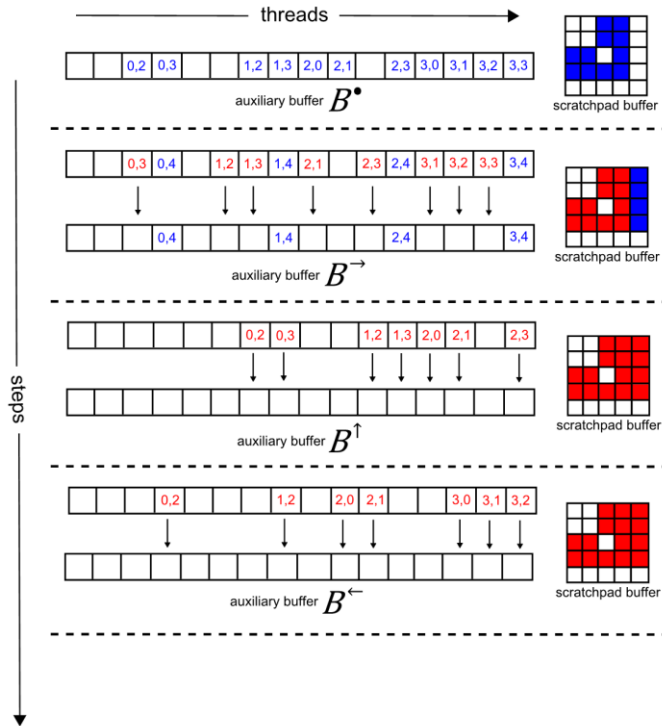 threads
0,2 0,3 1,2 1,3 2,0 2,1 2,3 3,0 3,1 3,2 3,3
auxiliary buffer B•
scratchpad buffer
0,3 0,4 1,2 1,3 1,4 2,1 2,3 2,4 3,1 3,2 3,3 3,4
0,4 1,4 2,4 3,4
auxiliary buffer B→
scratchpad buffer
steps
0,2 0,3 1,2 1,3 2,0 2,1 2,3
auxiliary buffer B↑
scratchpad buffer
0,2 1,2 2,0 2,1 3,0 3,1 3,2
auxiliary buffer B←
scratchpad buffer